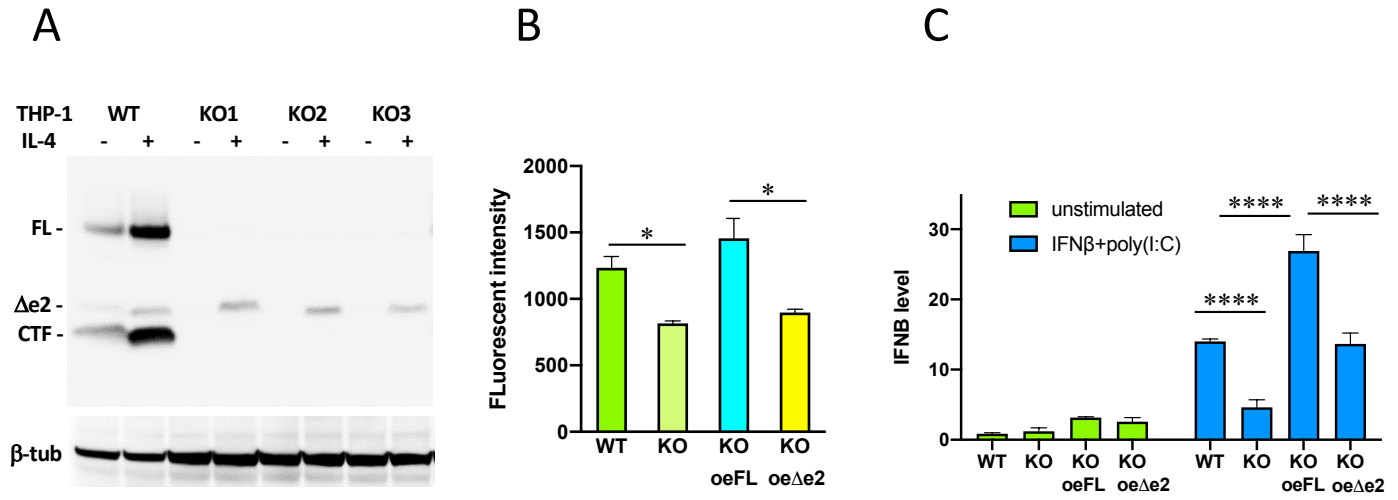 A
B
C
THP-1 WT KO1 KO2 KO3
IL-4 - + - + - + - +
FL -
Δe2 -
CTF -
β-tub
FLuorescent intensity
2000
1500
1000
500
0
*
*
WT KO KO KO
oeFL oeΔe2
IFNB level
30
20
10
0
unstimulated
IFNβ+poly(I:C)
****
****
****
WT KO KO KO WT KO KO KO
oeFL oeΔe2 oeFL oeΔe2